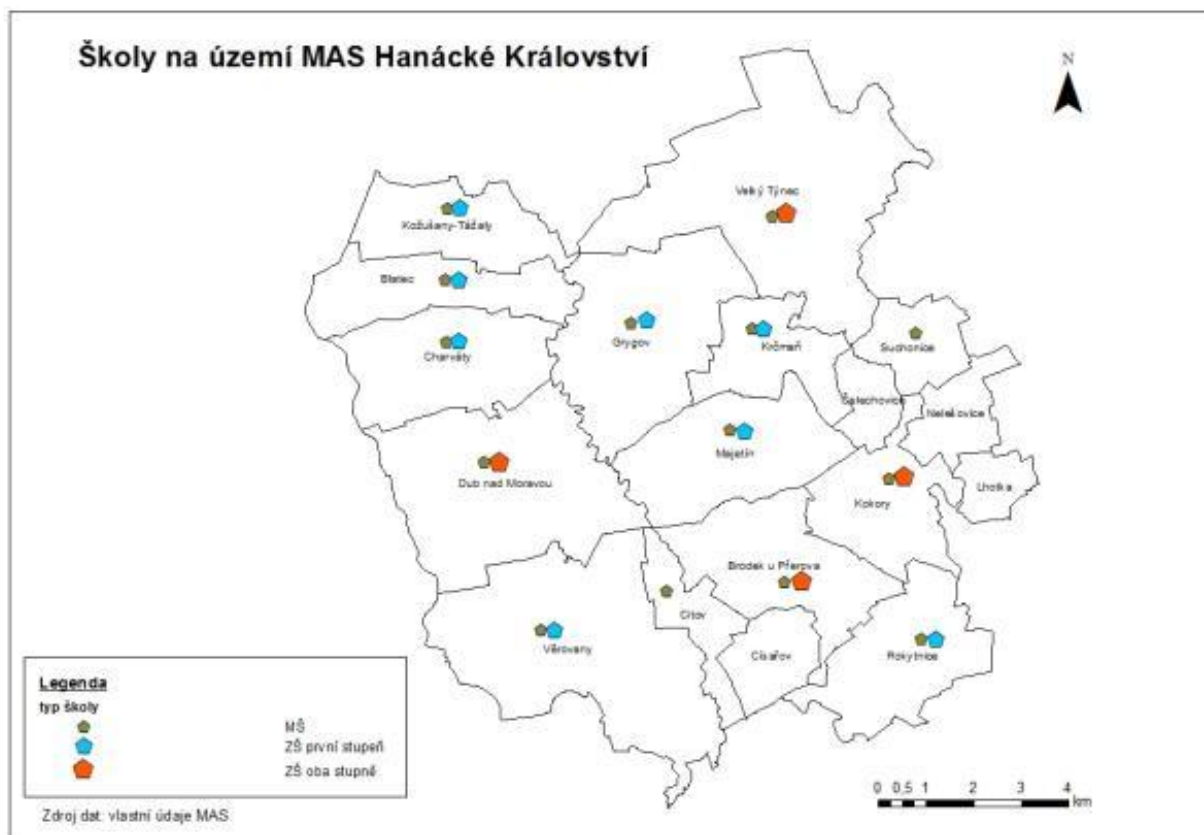 Školy na území MAS Hanácké Království
N
Velký Týnec
Kožušany-Tážaly
Blatec
Charváty
Grygov
Krčmaň
Suchonice
Čelechovice
Nelešovice
Majetín
Dub nad Moravou
Kokory
Lhotka
Brodek u Přerova
Citov
Císařov
Věrovany
Rokytnice
Legenda
typ školy
MŠ
ZŠ první stupeň
ZŠ oba stupně
0 0,5 1 2 3 4
km
Zdroj dat: vlastní údaje MAS